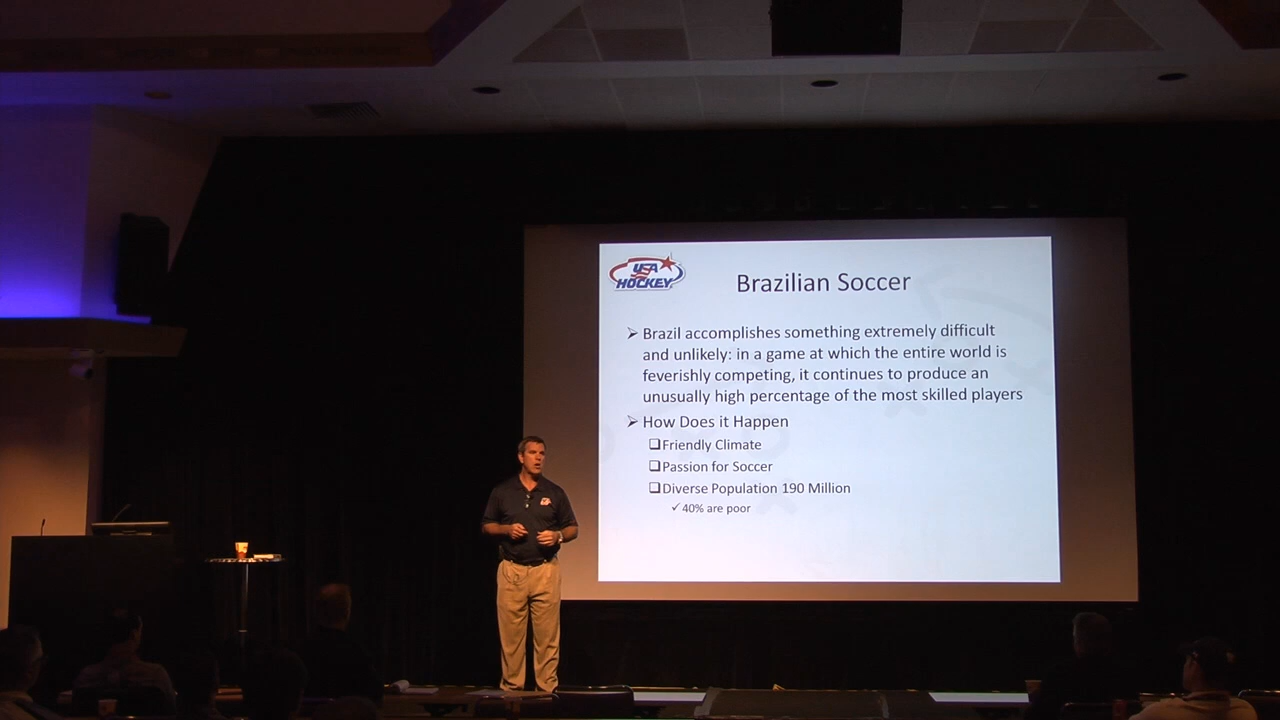 USA
HOCKEY
Brazilian Soccer
➢ Brazil accomplishes something extremely difficult
and unlikely: in a game at which the entire world is
feverishly competing, it continues to produce an
unusually high percentage of the most skilled players
➢ How Does it Happen
❑Friendly Climate
❑Passion for Soccer
❑Diverse Population 190 Million
✓40% are poor